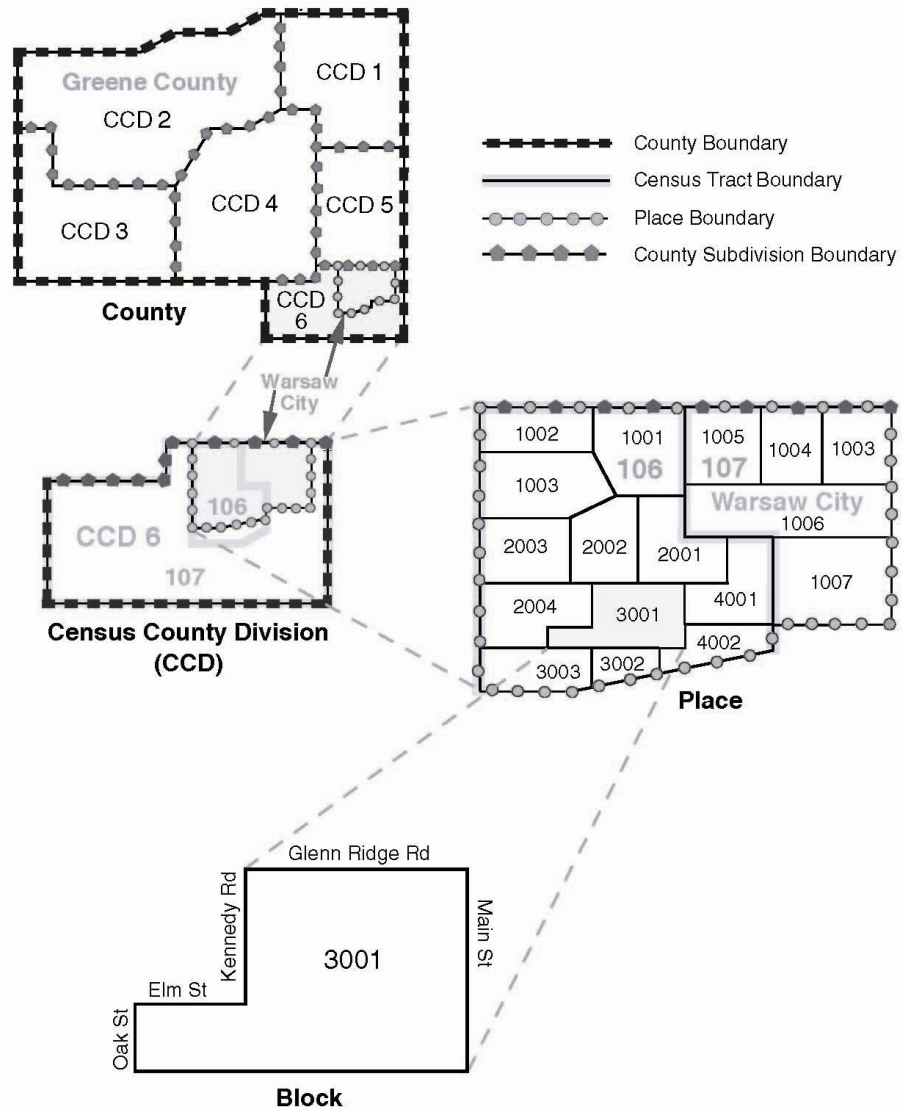 Greene County
CCD 1
CCD 2
CCD 3
CCD 4
CCD 5
CCD
6
County
County Boundary
Census Tract Boundary
Place Boundary
County Subdivision Boundary
Warsaw
City
106
CCD 6
107
Census County Division
(CCD)
1002
1001
1005
1004
1003
106
107
1003
Warsaw City
1006
2003
2002
2001
1007
2004
3001
4001
4002
3003
3002
Place
Glenn Ridge Rd
Kennedy Rd
Main St
3001
Elm St
Oak St
Block